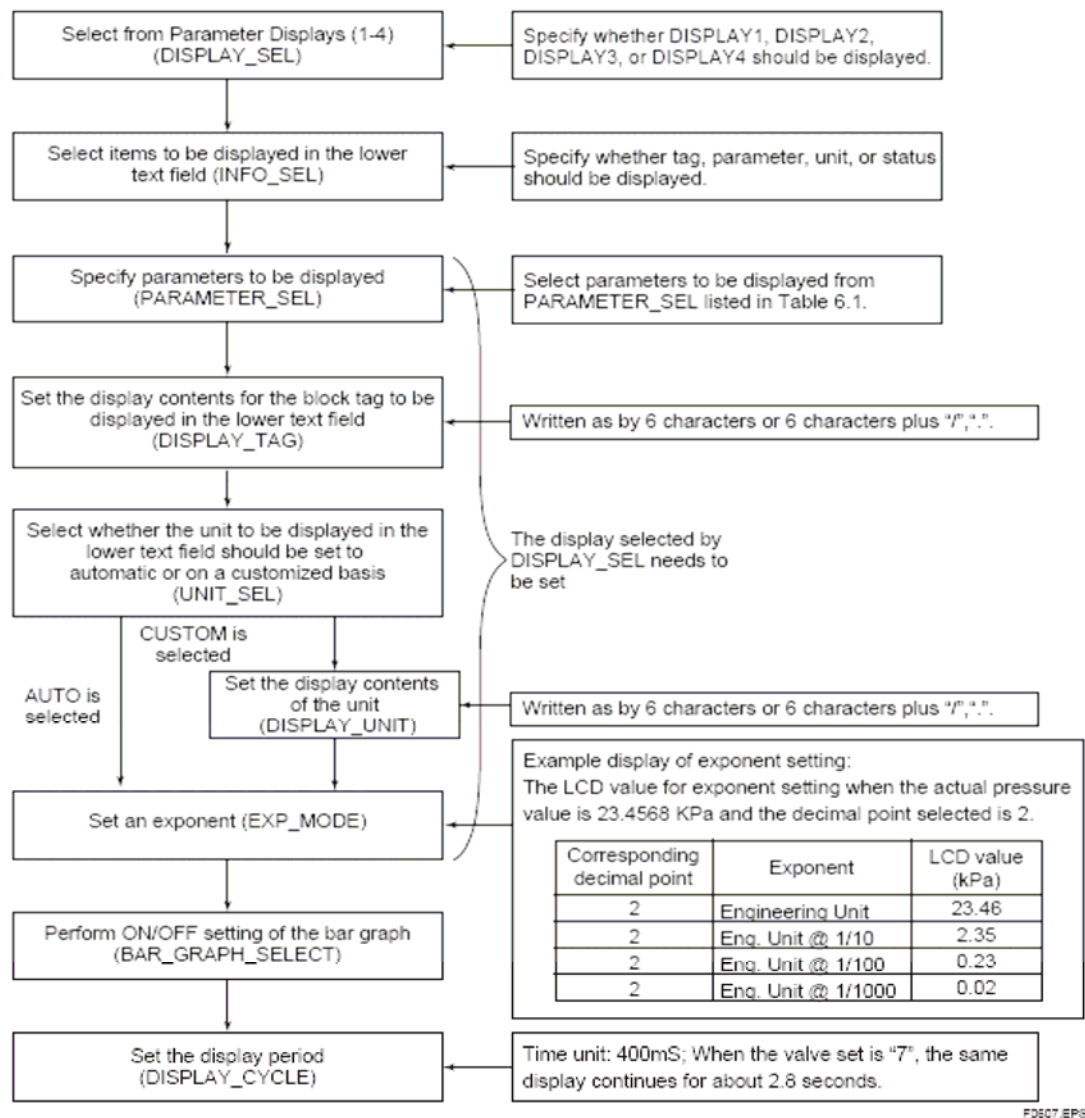 Select from Parameter Displays (1-4)
(DISPLAY_SEL)
Specify whether DISPLAY1, DISPLAY2,
DISPLAY3, or DISPLAY4 should be displayed.
Select items to be displayed in the lower
text field (INFO_SEL)
Specify whether tag, parameter, unit, or status
should be displayed.
Specify parameters to be displayed
(PARAMETER_SEL)
Select parameters to be displayed from
PARAMETER_SEL listed in Table 6.1.
Set the display contents for the block tag to be
displayed in the lower text field
(DISPLAY_TAG)
Written as by 6 characters or 6 characters plus “/”,“.”.
Select whether the unit to be displayed in the
lower text field should be set to
automatic or on a customized basis
(UNIT_SEL)
The display selected by
DISPLAY_SEL needs to
be set
CUSTOM is
selected
AUTO is
selected
Set the display contents
of the unit
(DISPLAY_UNIT)
Written as by 6 characters or 6 characters plus “/”,“.”.
Set an exponent (EXP_MODE)
Example display of exponent setting:
The LCD value for exponent setting when the actual pressure
value is 23.4568 KPa and the decimal point selected is 2.
Corresponding
decimal point
Exponent
LCD value
(kPa)
2 Engineering Unit 23.46
2 Eng. Unit @ 1/10 2.35
2 Eng. Unit @ 1/100 0.23
2 Eng. Unit @ 1/1000 0.02
Perform ON/OFF setting of the bar graph
(BAR_GRAPH_SELECT)
Set the display period
(DISPLAY_CYCLE)
Time unit: 400mS; When the valve set is “7”, the same
display continues for about 2.8 seconds.
F0607.EPS